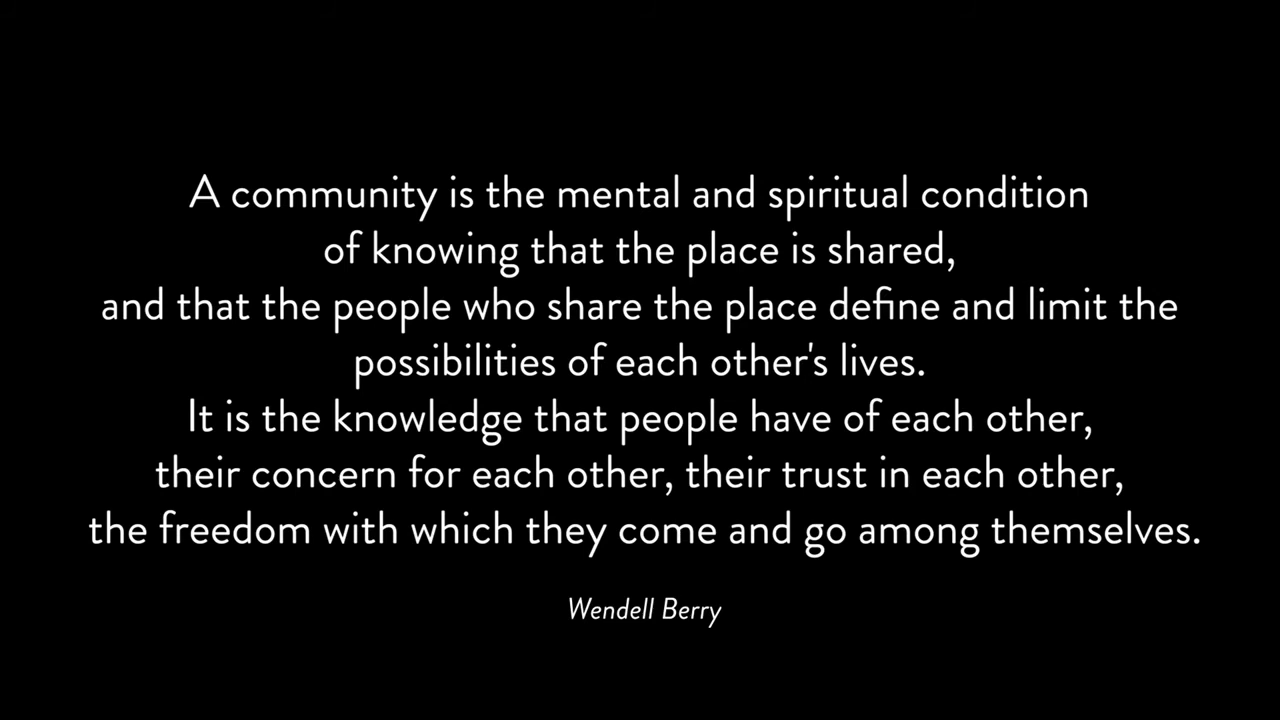 A community is the mental and spiritual condition
of knowing that the place is shared,
and that the people who share the place define and limit the
possibilities of each other's lives.
It is the knowledge that people have of each other,
their concern for each other, their trust in each other,
the freedom with which they come and go among themselves.
Wendell Berry